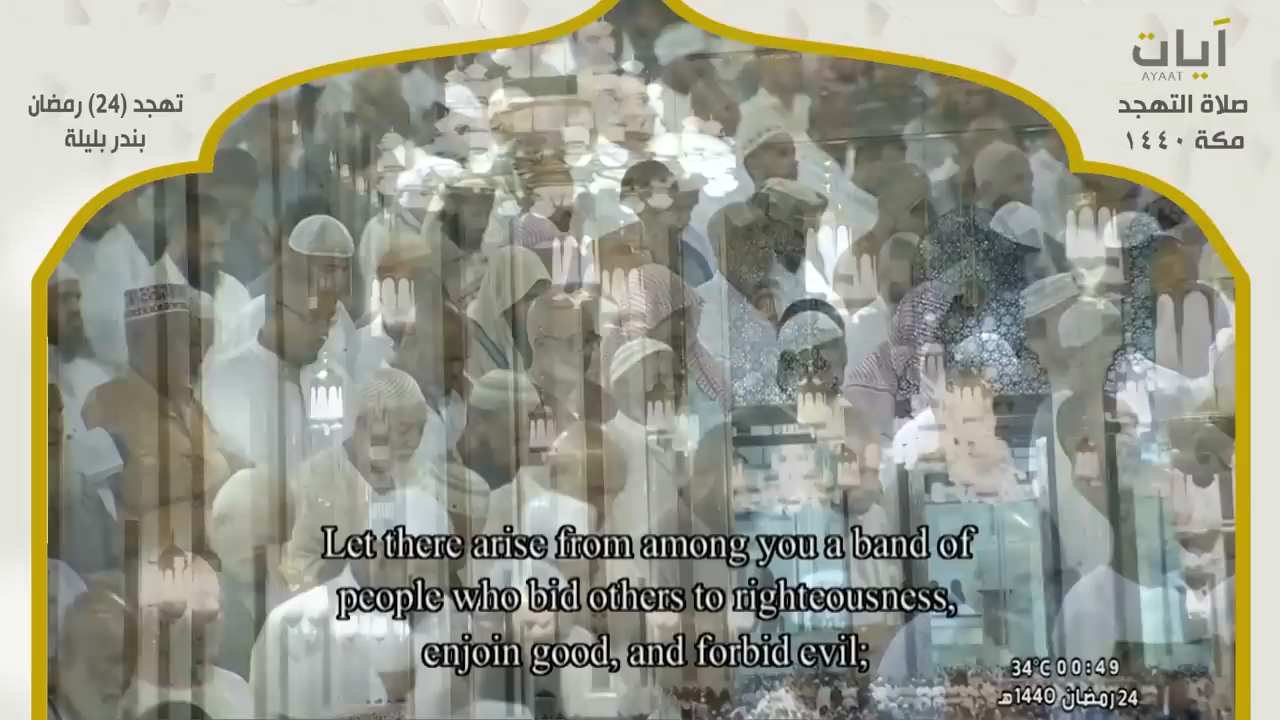 آيات
AYAAT
صلاة التهجد
مكة ١٤٤٠
تهجد (24) رمضان
بندر بليلة
Let there arise from among you a band of
people who bid others to righteousness,
enjoin good, and forbid evil;
34°C 00:49
24 رمضان 1440هـ